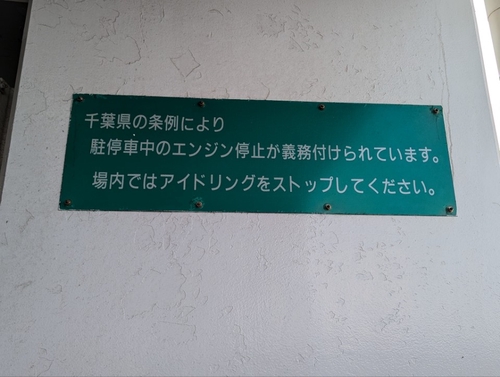 千葉県の条例により
駐停車中のエンジン停止が義務付けられています。
場内ではアイドリングをストップしてください。